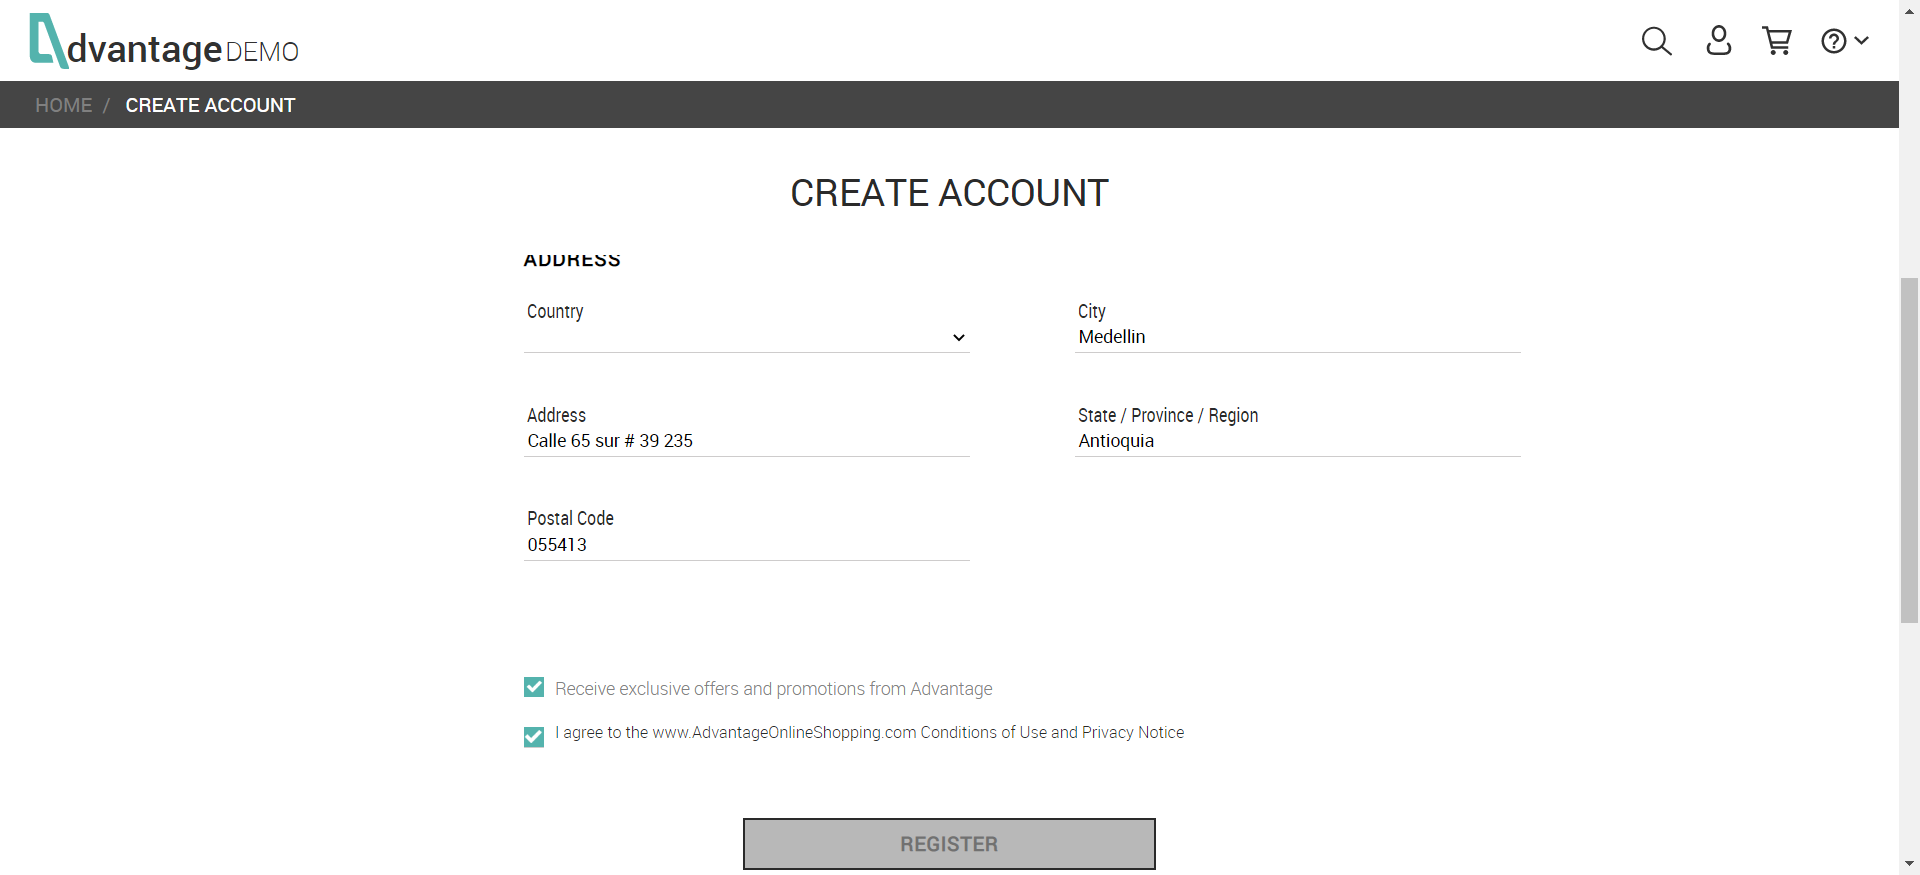 dvantage DEMO
HOME / CREATE ACCOUNT
CREATE ACCOUNT
ADDRESS
Country
City
Medellin
Address
Calle 65 sur # 39 235
State / Province / Region
Antioquia
Postal Code
055413
Receive exclusive offers and promotions from Advantage
I agree to the www.AdvantageOnlineShopping.com Conditions of Use and Privacy Notice
REGISTER